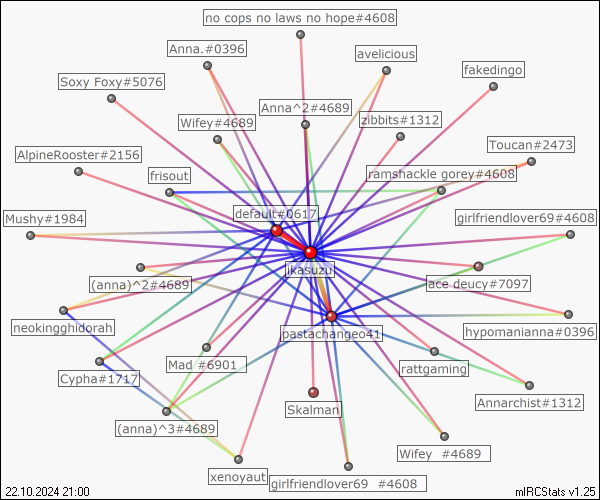 no cops no laws no hope#4608
Anna.#0396
avelicious
Soxy Foxy#5076
fakedingo
Anna^2#4689
Wifey#4689
zibbits#1312
Toucan#2473
AlpineRooster#2156
frisout
ramshackle gorey#4608
Mushy#1984
default#0617
girlfriendlover69#4608
jikasuzui
(anna)^2#4689
ace deucy#7097
neokingghidorah
pastachangeo41
hypomanianna#0396
Cypha#1717
Mad #6901
rattgaming
Skalman
Annarchist#1312
(anna)^3#4689
Wifey #4689
xenoyaut
girlfriendlover69 #4608
22.10.2024 21:00
mIRCStats v1.25